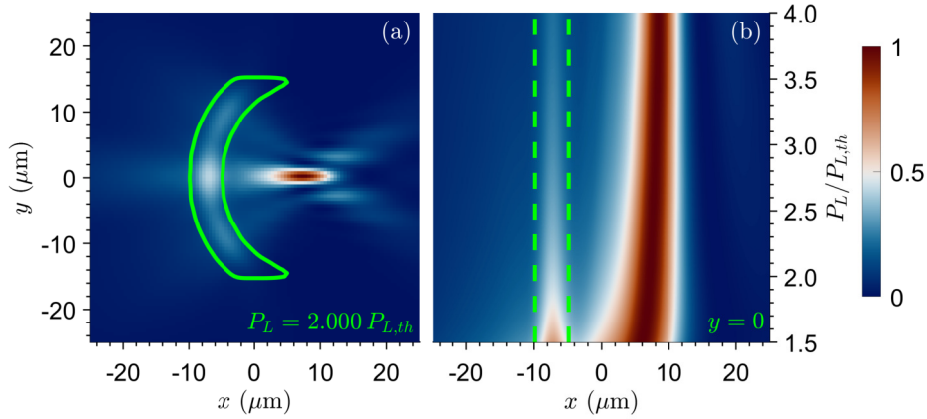 (a)
20
10
0
-10
-20
y (μm)
P_L = 2.000 P_{L,th}
-20 -10 0 10 20
x (μm)
(b)
4.0
3.5
3.0
2.5
2.0
1.5
P_L/P_{L,th}
y = 0
-20 -10 0 10 20
x (μm)
1
0.5
0